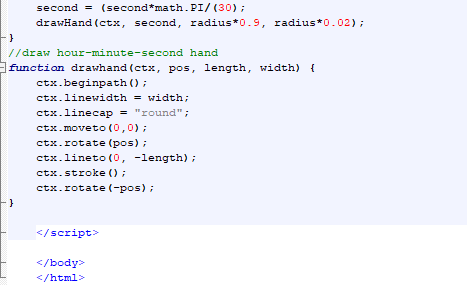 second = (second*math.PI/(30);
drawHand(ctx, second, radius*0.9, radius*0.02);
}
//draw hour-minute-second hand
function drawhand(ctx, pos, length, width) {
ctx.beginpath();
ctx.linewidth = width;
ctx.linecap = "round";
ctx.moveto(0,0);
ctx.rotate(pos);
ctx.lineto(0, -length);
ctx.stroke();
ctx.rotate(-pos);
}
</script>
</body>
</html>